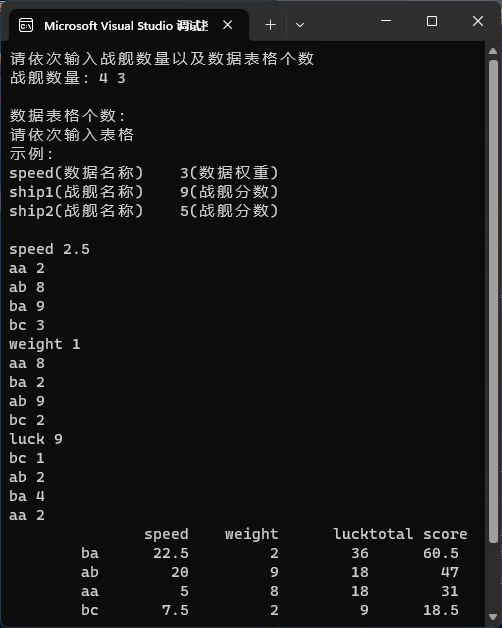 Microsoft Visual Studio 调试
请依次输入战舰数量以及数据表格个数
战舰数量: 4 3
数据表格个数:
请依次输入表格
示例:
speed(数据名称)    3(数据权重)
ship1(战舰名称)    9(战舰分数)
ship2(战舰名称)    5(战舰分数)
speed 2.5
aa 2
ab 8
ba 9
bc 3
weight 1
aa 8
ba 2
ab 9
bc 2
luck 9
bc 1
ab 2
ba 4
aa 2
speed    weight      lucktotal score
ba      22.5         2        36      60.5
ab        20         9        18        47
aa         5         8        18        31
bc       7.5         2         9      18.5